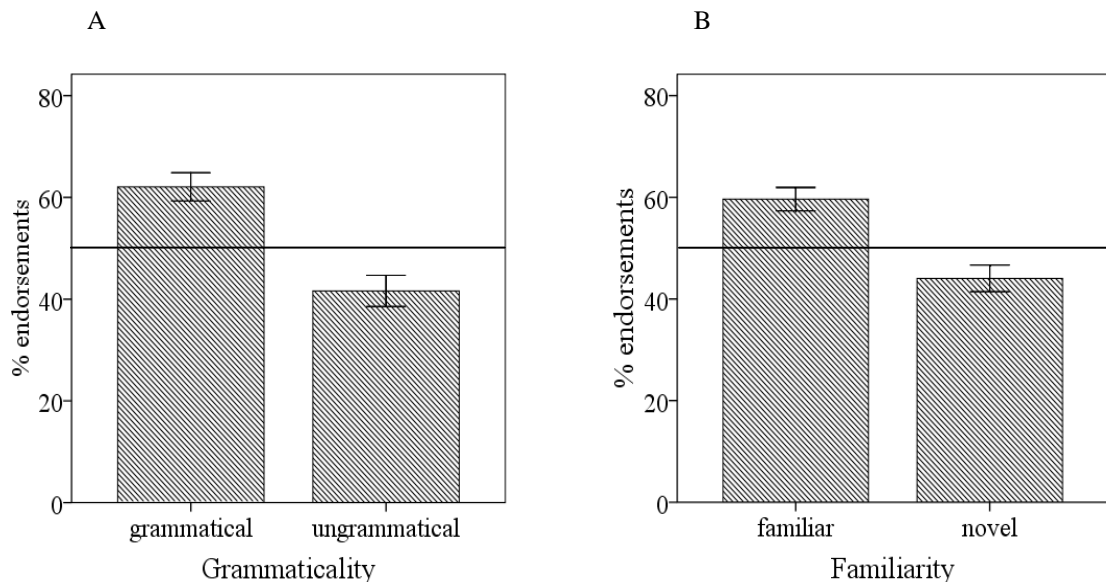 A
80
60
40
20
0
% endorsements
grammatical ungrammatical
Grammaticality
B
80
60
40
20
0
% endorsements
familiar novel
Familiarity